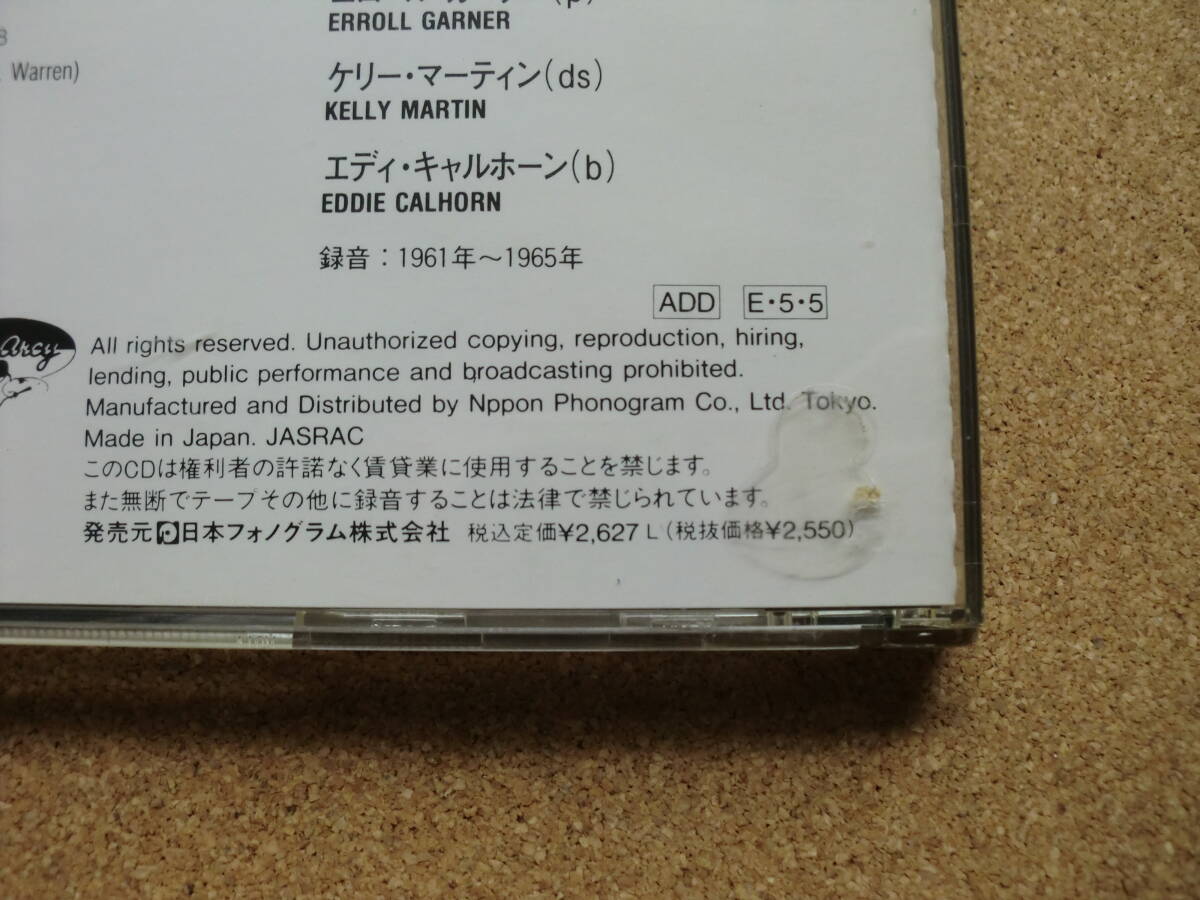 (p)
ERROLL GARNER
Warren)
ケリー・マーティン(ds)
KELLY MARTIN
エディ・キャルホーン(b)
EDDIE CALHORN
録音：1961年〜1965年
ADD E・5・5
Arcy
All rights reserved. Unauthorized copying, reproduction, hiring,
lending, public performance and broadcasting prohibited.
Manufactured and Distributed by Nppon Phonogram Co., Ltd. Tokyo.
Made in Japan. JASRAC
このCDは権利者の許諾なく賃貸業に使用することを禁じます。
また無断でテープその他に録音することは法律で禁じられています。
発売元 日本フォノグラム株式会社 税込定価¥2,627 L (税抜価格¥2,550)